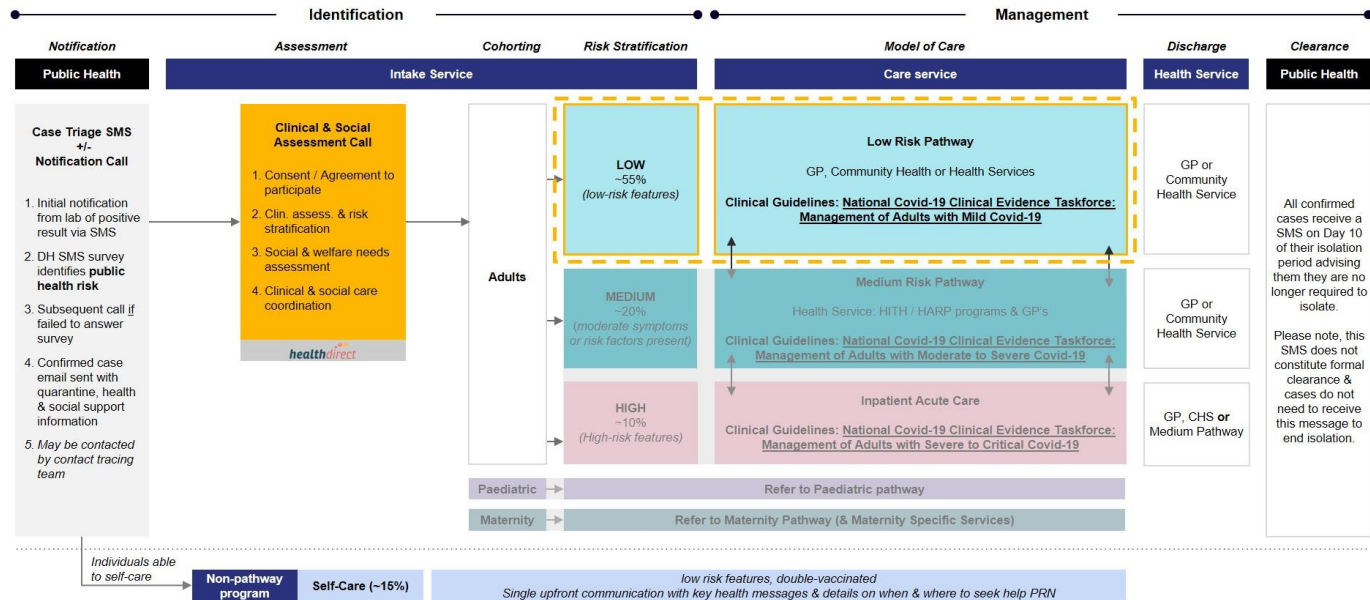 Identification
Management
Notification
Assessment
Cohorting
Risk Stratification
Model of Care
Discharge
Clearance
Public Health
Intake Service
Care service
Health Service
Public Health
Case Triage SMS
+/-
Notification Call
1. Initial notification
from lab of positive
result via SMS
2. DH SMS survey
identifies public
health risk
3. Subsequent call if
failed to answer
survey
4. Confirmed case
email sent with
quarantine, health
& social support
information
5. May be contacted
by contact tracing
team
Clinical & Social
Assessment Call
1. Consent / Agreement to
participate
2. Clin. assess. & risk
stratification
3. Social & welfare needs
assessment
4. Clinical & social care
coordination
healthdirect
Adults
LOW
~55%
(low-risk features)
Low Risk Pathway
GP, Community Health or Health Services
Clinical Guidelines: National Covid-19 Clinical Evidence Taskforce:
Management of Adults with Mild Covid-19
GP or
Community
Health Service
MEDIUM
~20%
(moderate symptoms
or risk factors present)
Medium Risk Pathway
Health Service: HITH / HARP programs & GP's
Clinical Guidelines: National Covid-19 Clinical Evidence Taskforce:
Management of Adults with Moderate to Severe Covid-19
GP or
Community
Health Service
HIGH
~10%
(High-risk features)
Inpatient Acute Care
Clinical Guidelines: National Covid-19 Clinical Evidence Taskforce:
Management of Adults with Severe to Critical Covid-19
GP, CHS or
Medium Pathway
All confirmed
cases receive a
SMS on Day 10
of their isolation
period advising
them they are no
longer required to
isolate.
Please note, this
SMS does not
constitute formal
clearance &
cases do not
need to receive
this message to
end isolation.
Paediatric
Refer to Paediatric pathway
Maternity
Refer to Maternity Pathway (& Maternity Specific Services)
Individuals able
to self-care
Non-pathway
program
Self-Care (~15%)
low risk features, double-vaccinated
Single upfront communication with key health messages & details on when & where to seek help PRN